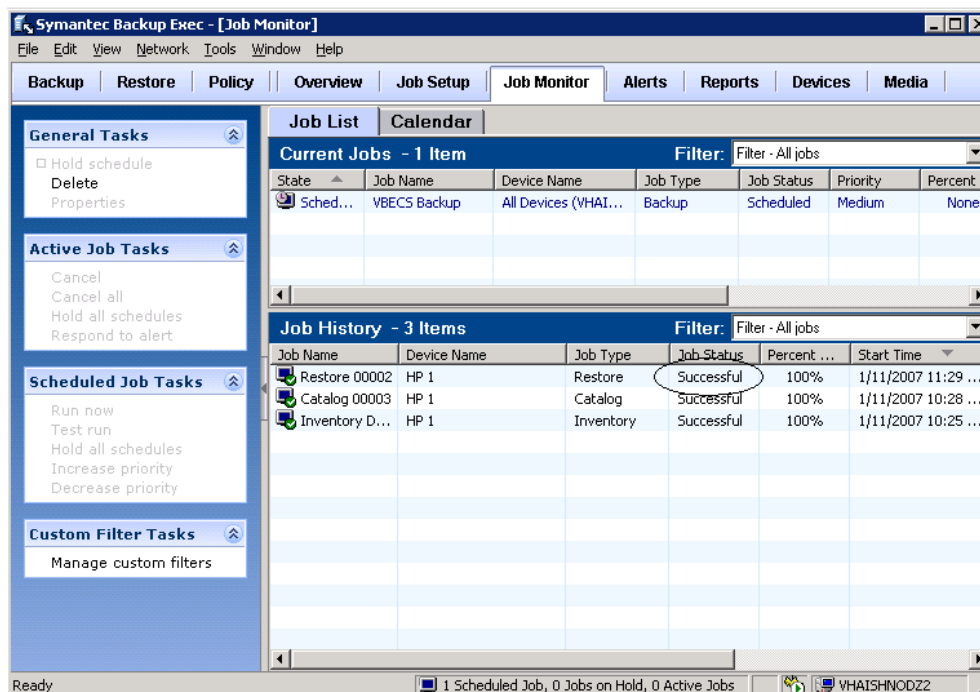 Symantec Backup Exec - [Job Monitor]
File Edit View Network Tools Window Help
Backup Restore Policy Overview Job Setup Job Monitor Alerts Reports Devices Media
General Tasks
Hold schedule
Delete
Properties
Active Job Tasks
Cancel
Cancel all
Hold all schedules
Respond to alert
Scheduled Job Tasks
Run now
Test run
Hold all schedules
Increase priority
Decrease priority
Custom Filter Tasks
Manage custom filters
Job List Calendar
Current Jobs - 1 Item Filter: Filter - All jobs
State Job Name Device Name Job Type Job Status Priority Percent
Sched... VBECS Backup All Devices (VHAI... Backup Scheduled Medium None
Job History - 3 Items Filter: Filter - All jobs
Job Name Device Name Job Type Job Status Percent ... Start Time
Restore 00002 HP 1 Restore Successful 100% 1/11/2007 11:29 ...
Catalog 00003 HP 1 Catalog Successful 100% 1/11/2007 10:28 ...
Inventory D... HP 1 Inventory Successful 100% 1/11/2007 10:25 ...
Ready 1 Scheduled Job, 0 Jobs on Hold, 0 Active Jobs VHAISHNODZ2